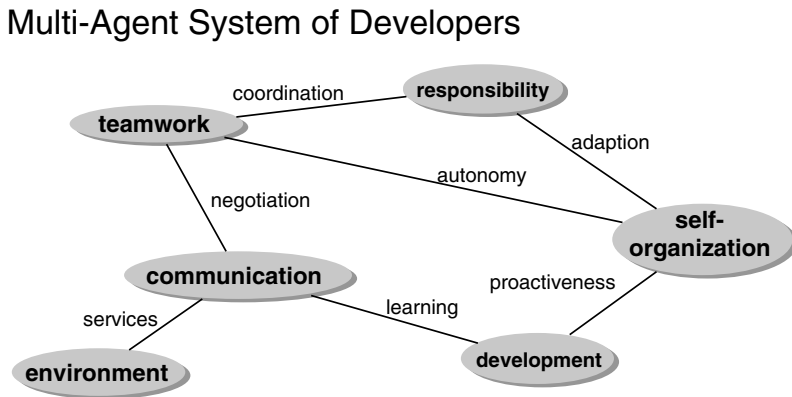 Multi-Agent System of Developers
coordination
responsibility
teamwork
adaption
autonomy
negotiation
self-
organization
communication
proactiveness
learning
services
development
environment